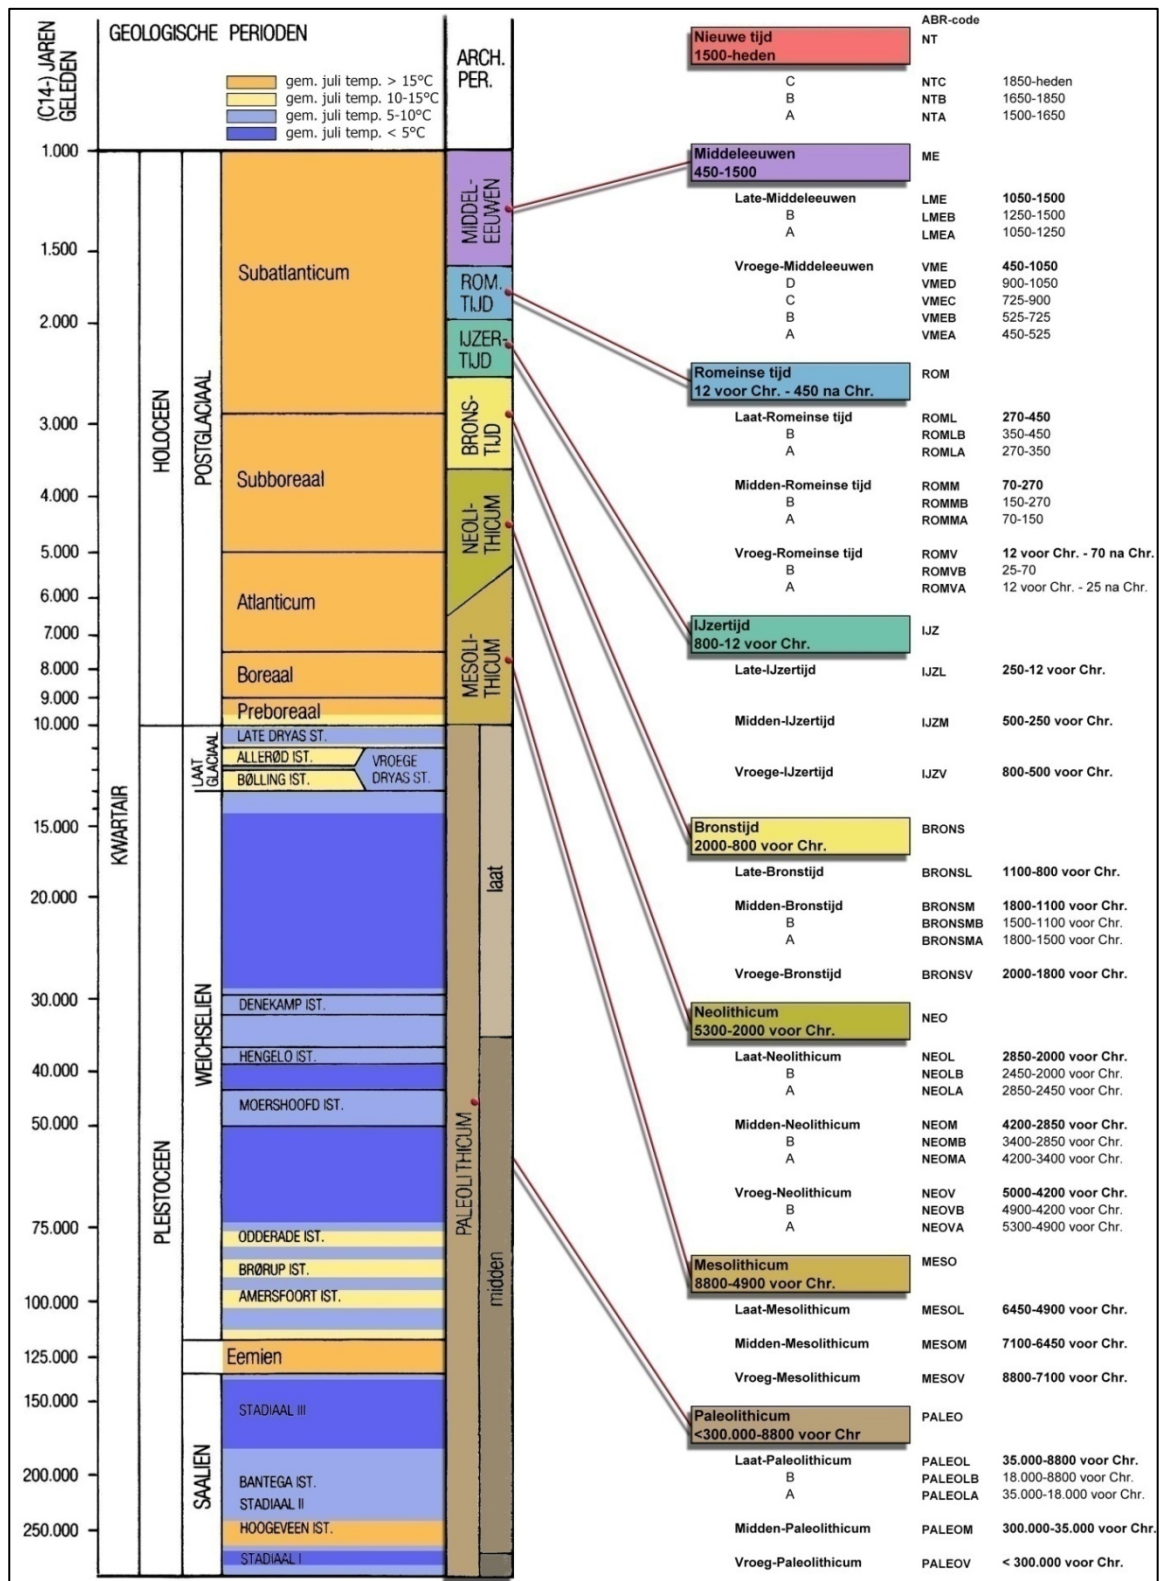 (C14-) JAREN
GELEDEN
GEOLOGISCHE PERIODEN
gem. juli temp. > 15°C
gem. juli temp. 10-15°C
gem. juli temp. 5-10°C
gem. juli temp. < 5°C
ARCH.
PER.
1.000
1.500
2.000
3.000
4.000
5.000
6.000
7.000
8.000
9.000
10.000
15.000
20.000
30.000
40.000
50.000
75.000
100.000
125.000
150.000
200.000
250.000
KWARTAIR
HOLOCEEN
PLEISTOCEEN
POSTGLACIAAL
LAAT
GLACIAAL
WEICHSELIEN
SAALIEN
Subatlanticum
Subboreaal
Atlanticum
Boreaal
Preboreaal
LATE DRYAS ST.
ALLERØD IST.
VROEGE
DRYAS ST.
BØLLING IST.
DENEKAMP IST.
HENGELO IST.
MOERSHOOFD IST.
ODDERADE IST.
BRØRUP IST.
AMERSFOORT IST.
Eemien
STADIAAL III
BANTEGA IST.
STADIAAL II
HOOGEVEEN IST.
STADIAAL I
MIDDEL-
EEUWEN
ROM.
TIJD
IJZER-
TIJD
BRONS-
TIJD
NEOLI-
THICUM
MESOLI-
THICUM
PALEOLITHICUM
laat
midden
ABR-code
Nieuwe tijd NT
1500-heden
C NTC 1850-heden
B NTB 1650-1850
A NTA 1500-1650
Middeleeuwen ME
450-1500
Late-Middeleeuwen LME 1050-1500
B LMEB 1250-1500
A LMEA 1050-1250
Vroege-Middeleeuwen VME 450-1050
D VMED 900-1050
C VMEC 725-900
B VMEB 525-725
A VMEA 450-525
Romeinse tijd ROM
12 voor Chr. - 450 na Chr.
Laat-Romeinse tijd ROML 270-450
B ROMLB 350-450
A ROMLA 270-350
Midden-Romeinse tijd ROMM 70-270
B ROMMB 150-270
A ROMMA 70-150
Vroeg-Romeinse tijd ROMV 12 voor Chr. - 70 na Chr.
B ROMVB 25-70
A ROMVA 12 voor Chr. - 25 na Chr.
IJzertijd IJZ
800-12 voor Chr.
Late-IJzertijd IJZL 250-12 voor Chr.
Midden-IJzertijd IJZM 500-250 voor Chr.
Vroege-IJzertijd IJZV 800-500 voor Chr.
Bronstijd BRONS
2000-800 voor Chr.
Late-Bronstijd BRONSL 1100-800 voor Chr.
Midden-Bronstijd BRONSM 1800-1100 voor Chr.
B BRONSMB 1500-1100 voor Chr.
A BRONSMA 1800-1500 voor Chr.
Vroege-Bronstijd BRONSV 2000-1800 voor Chr.
Neolithicum NEO
5300-2000 voor Chr.
Laat-Neolithicum NEOL 2850-2000 voor Chr.
B NEOLB 2450-2000 voor Chr.
A NEOLA 2850-2450 voor Chr.
Midden-Neolithicum NEOM 4200-2850 voor Chr.
B NEOMB 3400-2850 voor Chr.
A NEOMA 4200-3400 voor Chr.
Vroeg-Neolithicum NEOV 5000-4200 voor Chr.
B NEOVB 4900-4200 voor Chr.
A NEOVA 5300-4900 voor Chr.
Mesolithicum MESO
8800-4900 voor Chr.
Laat-Mesolithicum MESOL 6450-4900 voor Chr.
Midden-Mesolithicum MESOM 7100-6450 voor Chr.
Vroeg-Mesolithicum MESOV 8800-7100 voor Chr.
Paleolithicum PALEO
<300.000-8800 voor Chr
Laat-Paleolithicum PALEOL 35.000-8800 voor Chr.
B PALEOLB 18.000-8800 voor Chr.
A PALEOLA 35.000-18.000 voor Chr.
Midden-Paleolithicum PALEOM 300.000-35.000 voor Chr.
Vroeg-Paleolithicum PALEOV < 300.000 voor Chr.